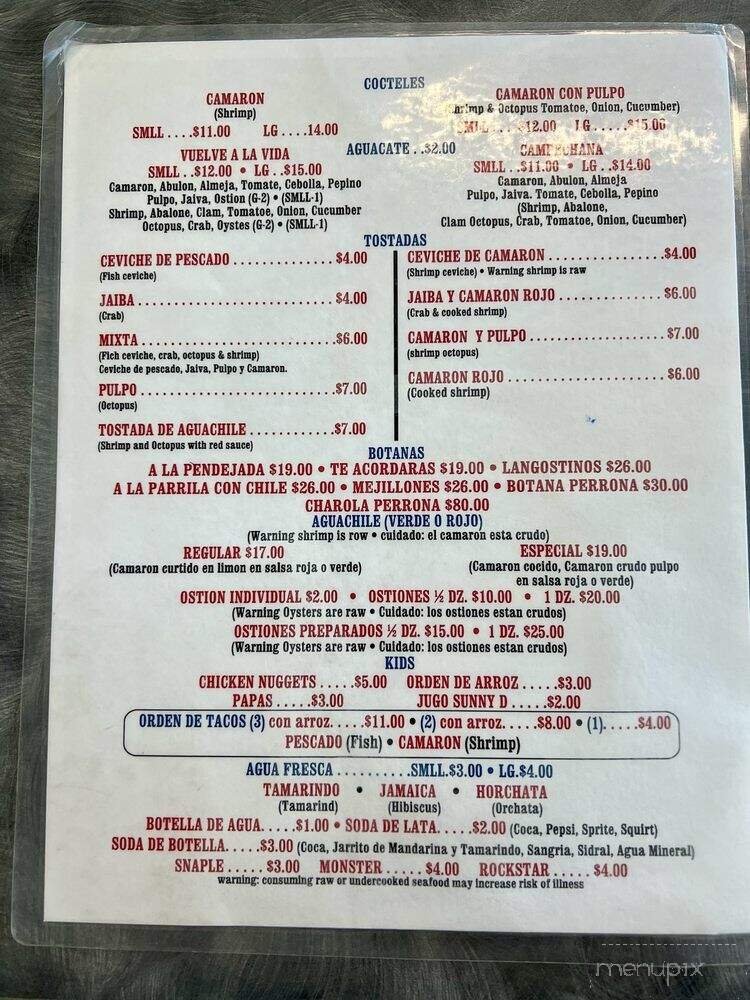 COCTELES
CAMARON
(Shrimp)
SMLL . . . .$11.00 LG . . . .14.00
CAMARON CON PULPO
Shrimp & Octopus Tomatoe, Onion, Cucumber)
SMLL . . . $12.00 LG . . . . .$15.00
AGUACATE . .$2.00
VUELVE A LA VIDA
SMLL . .$12.00 • LG . .$15.00
Camaron, Abulon, Almeja, Tomate, Cebolla, Pepino
Pulpo, Jaiva, Ostion (G-2) • (SMLL-1)
Shrimp, Abalone, Clam, Tomatoe, Onion, Cucumber
Octopus, Crab, Oystes (G-2) • (SMLL-1)
CAMPECHANA
SMLL . .$11.00 • LG . .$14.00
Camaron, Abulon, Almeja
Pulpo, Jaiva. Tomate, Cebolla, Pepino
(Shrimp, Abalone,
Clam Octopus, Crab, Tomatoe, Onion, Cucumber)
TOSTADAS
CEVICHE DE PESCADO . . . . . . . . . . . . . $4.00
(Fish ceviche)
JAIBA . . . . . . . . . . . . . . . . . . . . . . . . . . $4.00
(Crab)
MIXTA . . . . . . . . . . . . . . . . . . . . . . . . . .$6.00
(Fich ceviche, crab, octopus & shrimp)
Ceviche de pescado, Jaiva, Pulpo y Camaron.
PULPO . . . . . . . . . . . . . . . . . . . . . . . . . . $7.00
(Octopus)
TOSTADA DE AGUACHILE . . . . . . . . . . . .$7.00
(Shrimp and Octopus with red sauce)
CEVICHE DE CAMARON . . . . . . . . . . . . . . . .$4.00
(Shrimp ceviche) • Warning shrimp is raw
JAIBA Y CAMARON ROJO . . . . . . . . . . . . . . $6.00
(Crab & cooked shrimp)
CAMARON Y PULPO . . . . . . . . . . . . . . . . . . $7.00
(shrimp octopus)
CAMARON ROJO . . . . . . . . . . . . . . . . . . . . . $6.00
(Cooked shrimp)
BOTANAS
A LA PENDEJADA $19.00 • TE ACORDARAS $19.00 • LANGOSTINOS $26.00
A LA PARRILA CON CHILE $26.00 • MEJILLONES $26.00 • BOTANA PERRONA $30.00
CHAROLA PERRONA $80.00
AGUACHILE (VERDE O ROJO)
(Warning shrimp is row • cuidado: el camaron esta crudo)
REGULAR $17.00
(Camaron curtido en limon en salsa roja o verde)
ESPECIAL $19.00
(Camaron cocido, Camaron crudo pulpo
en salsa roja o verde)
OSTION INDIVIDUAL $2.00 • OSTIONES ½ DZ. $10.00 • 1 DZ. $20.00
(Warning Oysters are raw • Cuidado: los ostiones estan crudos)
OSTIONES PREPARADOS ½ DZ. $15.00 • 1 DZ. $25.00
(Warning Oysters are raw • Cuidado: los ostiones estan crudos)
KIDS
CHICKEN NUGGETS . . . . .$5.00 ORDEN DE ARROZ . . . . .$3.00
PAPAS . . . . .$3.00 JUGO SUNNY D . . . . .$2.00
ORDEN DE TACOS (3) con arroz. . . . .$11.00 • (2) con arroz. . . . .$8.00 • (1). . . . .$4.00
PESCADO (Fish) • CAMARON (Shrimp)
AGUA FRESCA . . . . . . . . . .SMLL.$3.00 • LG.$4.00
TAMARINDO • JAMAICA • HORCHATA
(Tamarind) (Hibiscus) (Orchata)
BOTELLA DE AGUA. . . . .$1.00 • SODA DE LATA. . . . .$2.00 (Coca, Pepsi, Sprite, Squirt)
SODA DE BOTELLA. . . . .$3.00 (Coca, Jarrito de Mandarina y Tamarindo, Sangria, Sidral, Agua Mineral)
SNAPLE . . . . . $3.00 MONSTER . . . . . $4.00 ROCKSTAR . . . . . $4.00
warning: consuming raw or undercooked seafood may increase risk of illness
menupix